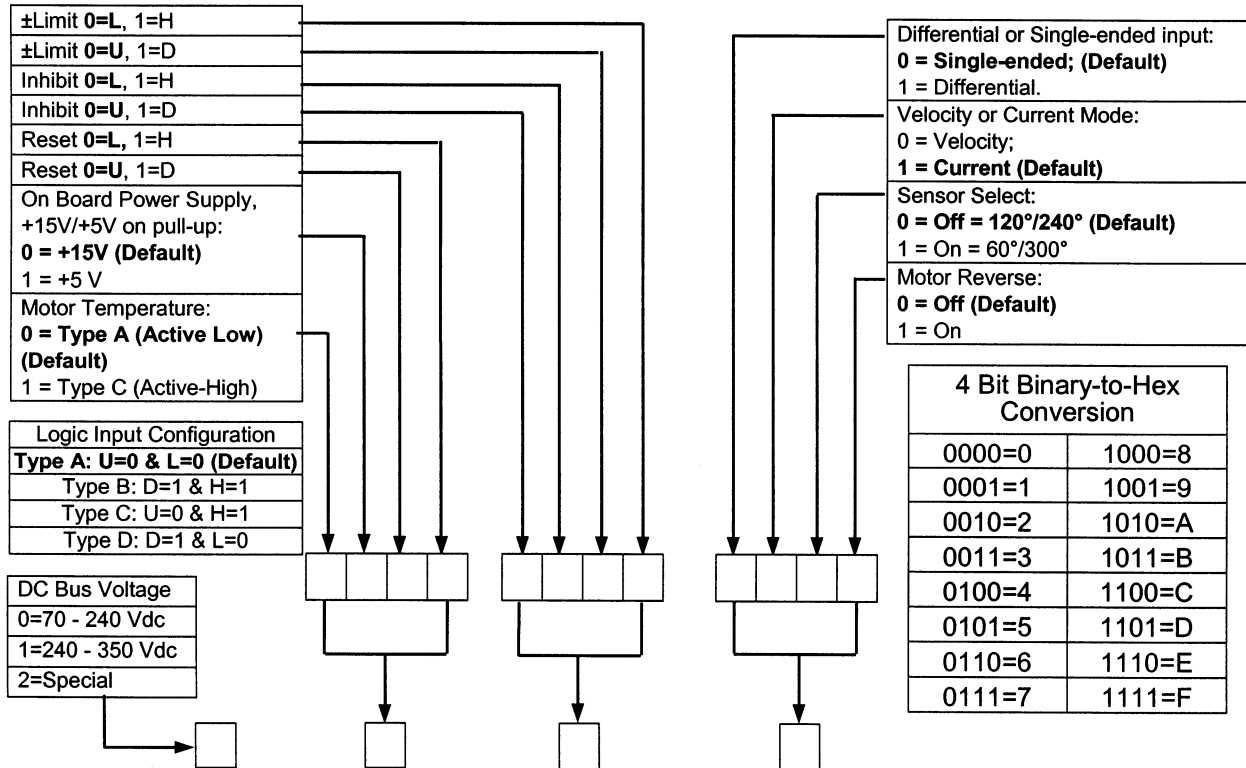 ±Limit 0=L, 1=H
±Limit 0=U, 1=D
Inhibit 0=L, 1=H
Inhibit 0=U, 1=D
Reset 0=L, 1=H
Reset 0=U, 1=D
On Board Power Supply,
+15V/+5V on pull-up:
0 = +15V (Default)
1 = +5 V
Motor Temperature:
0 = Type A (Active Low)
(Default)
1 = Type C (Active-High)
Logic Input Configuration
Type A: U=0 & L=0 (Default)
Type B: D=1 & H=1
Type C: U=0 & H=1
Type D: D=1 & L=0
DC Bus Voltage
0=70 - 240 Vdc
1=240 - 350 Vdc
2=Special
Differential or Single-ended input:
0 = Single-ended; (Default)
1 = Differential.
Velocity or Current Mode:
0 = Velocity;
1 = Current (Default)
Sensor Select:
0 = Off = 120°/240° (Default)
1 = On = 60°/300°
Motor Reverse:
0 = Off (Default)
1 = On
4 Bit Binary-to-Hex
Conversion
0000=0 1000=8
0001=1 1001=9
0010=2 1010=A
0011=3 1011=B
0100=4 1100=C
0101=5 1101=D
0110=6 1110=E
0111=7 1111=F